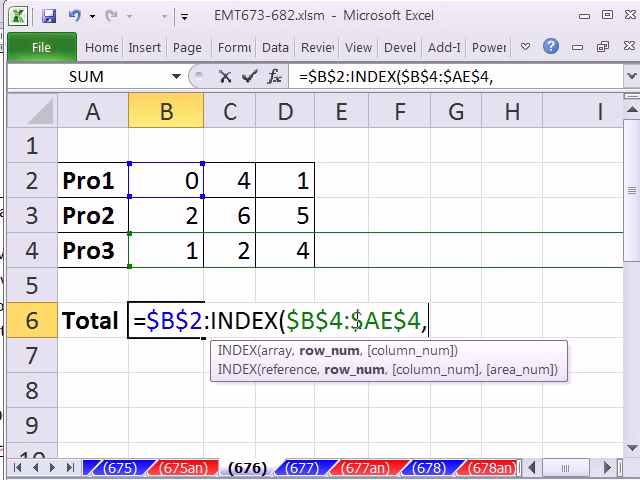 EMT673-682.xlsm - Microsoft Excel
File Home Insert Page Formu Data Review View Devel Add-I Power
SUM =$B$2:INDEX($B$4:$AE$4,
A B C D E F G H I
1
2 Pro1 0 4 1
3 Pro2 2 6 5
4 Pro3 1 2 4
5
6 Total =$B$2:INDEX($B$4:$AE$4,
INDEX(array, row_num, [column_num])
7
INDEX(reference, row_num, [column_num], [area_num])
8
9
(675) (675an) (676) (677) (677an) (678) (678an)